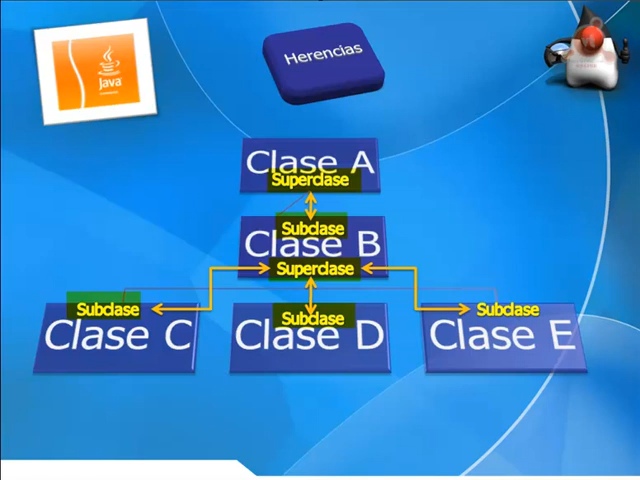 Herencias
Java
Clase A
Superclase
Subclase
Clase B
Superclase
Subclase
Subclase
Subclase
Clase C
Clase D
Clase E